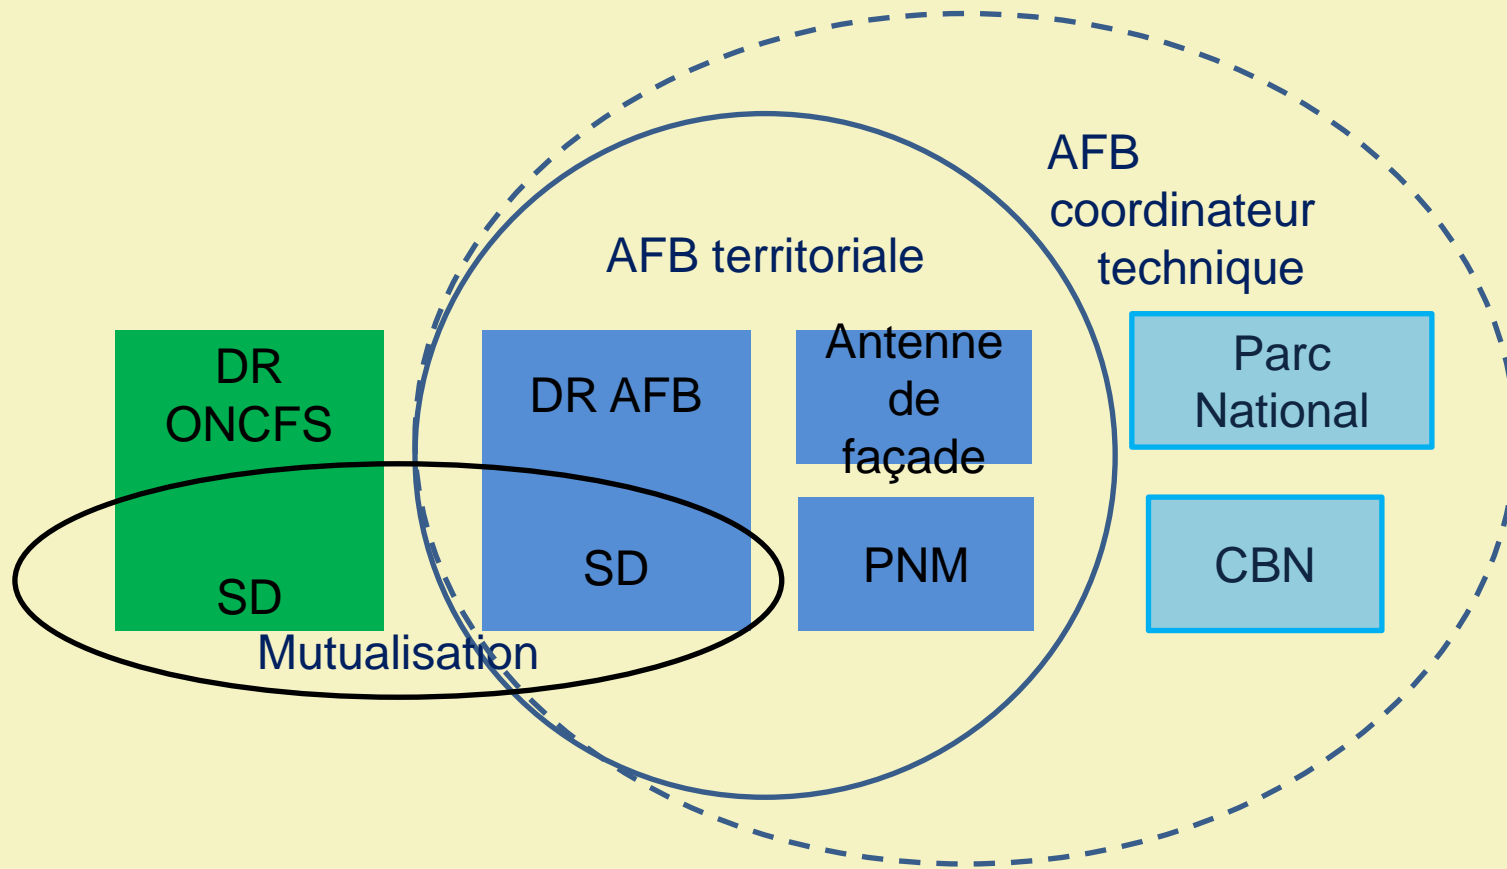 AFB
coordinateur
technique
AFB territoriale
DR
ONCFS
SD
DR AFB
SD
Antenne
de
façade
PNM
Parc
National
CBN
Mutualisation